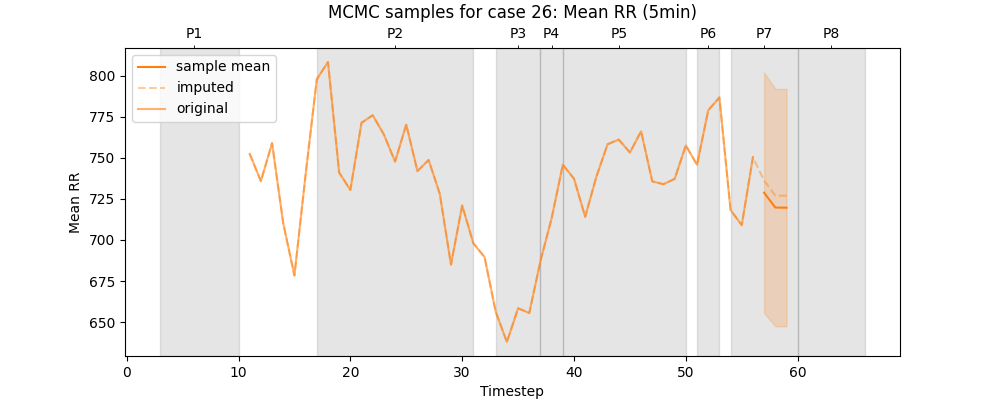 MCMC samples for case 26: Mean RR (5min)
P1 P2 P3 P4 P5 P6 P7 P8
sample mean
imputed
original
800
775
750
725
700
675
650
Mean RR
0 10 20 30 40 50 60
Timestep